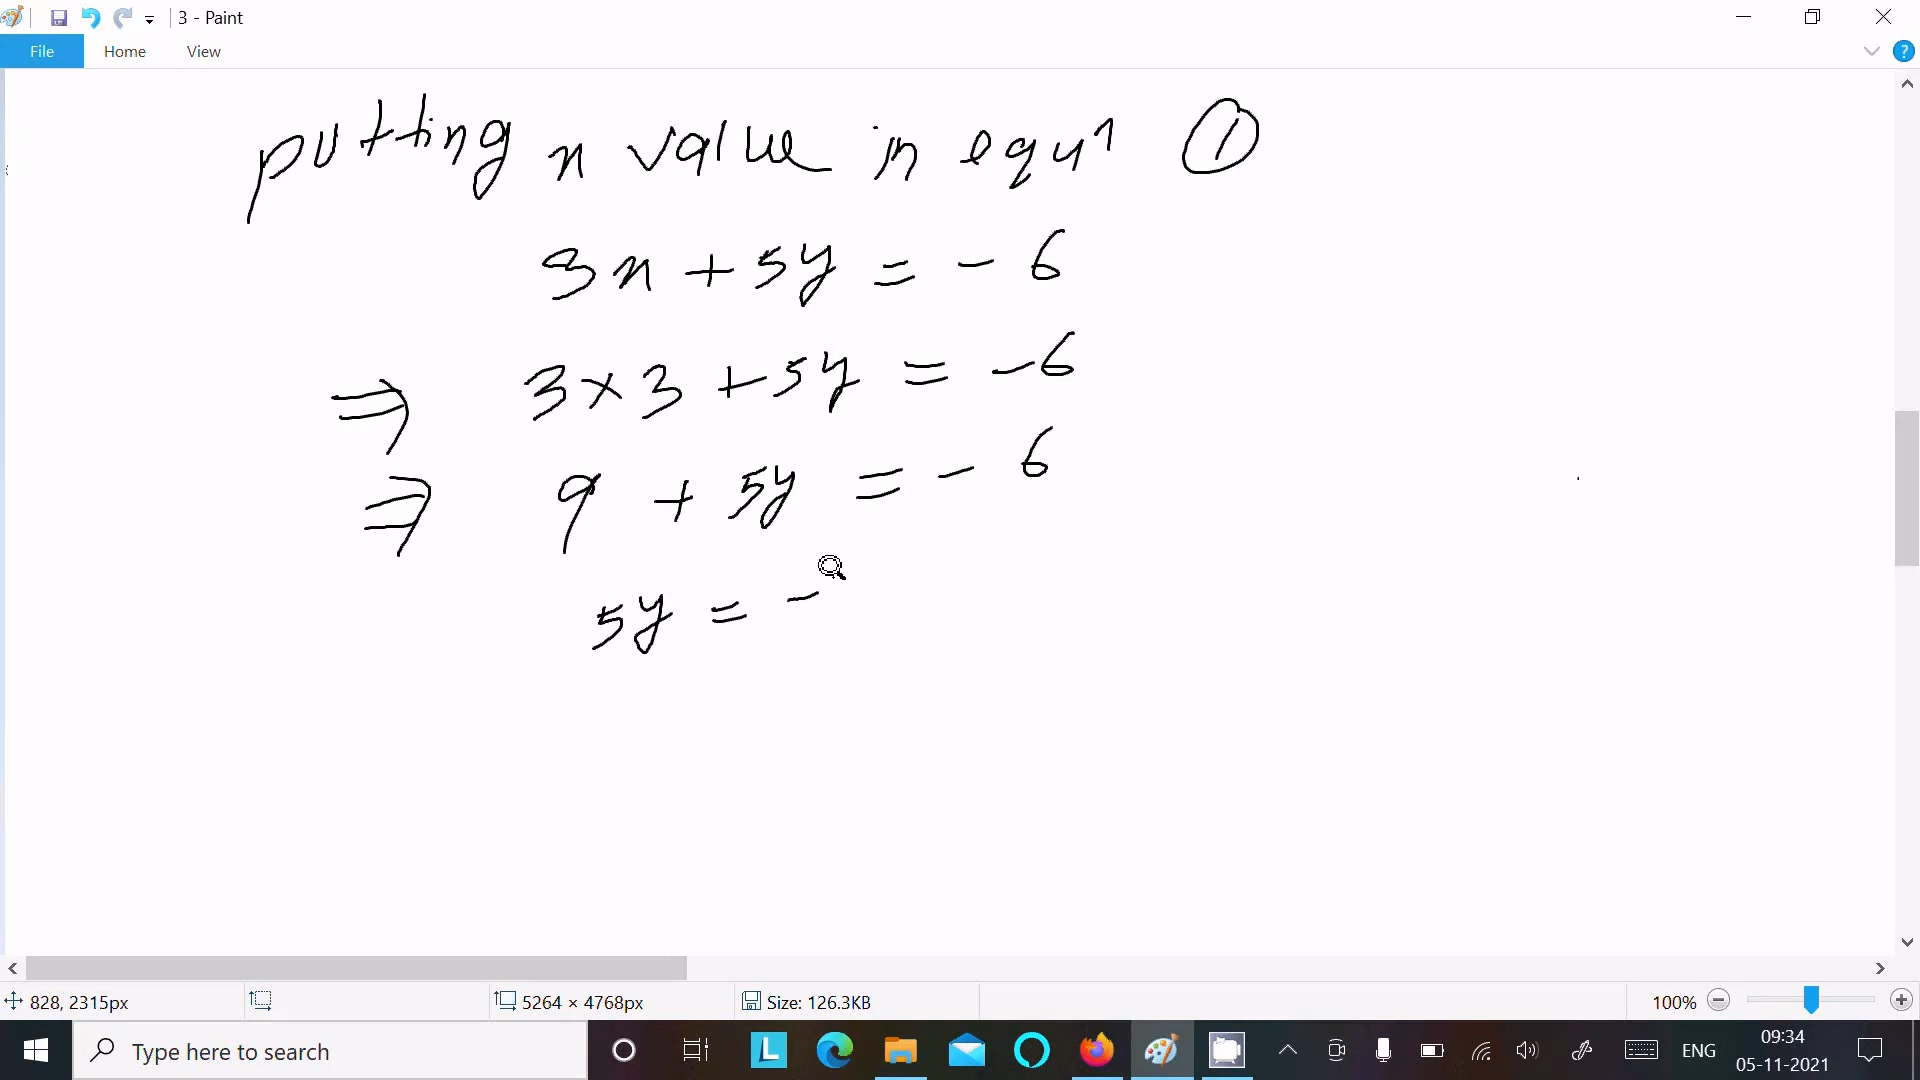 3 - Paint
File Home View
putting x value in equn ①
3x + 5y = - 6
⇒ 3 × 3 + 5y = -6
⇒ 9 + 5y = - 6
5y = -
828, 2315px 5264 × 4768px Size: 126.3KB 100%
Type here to search
ENG
09:34
05-11-2021